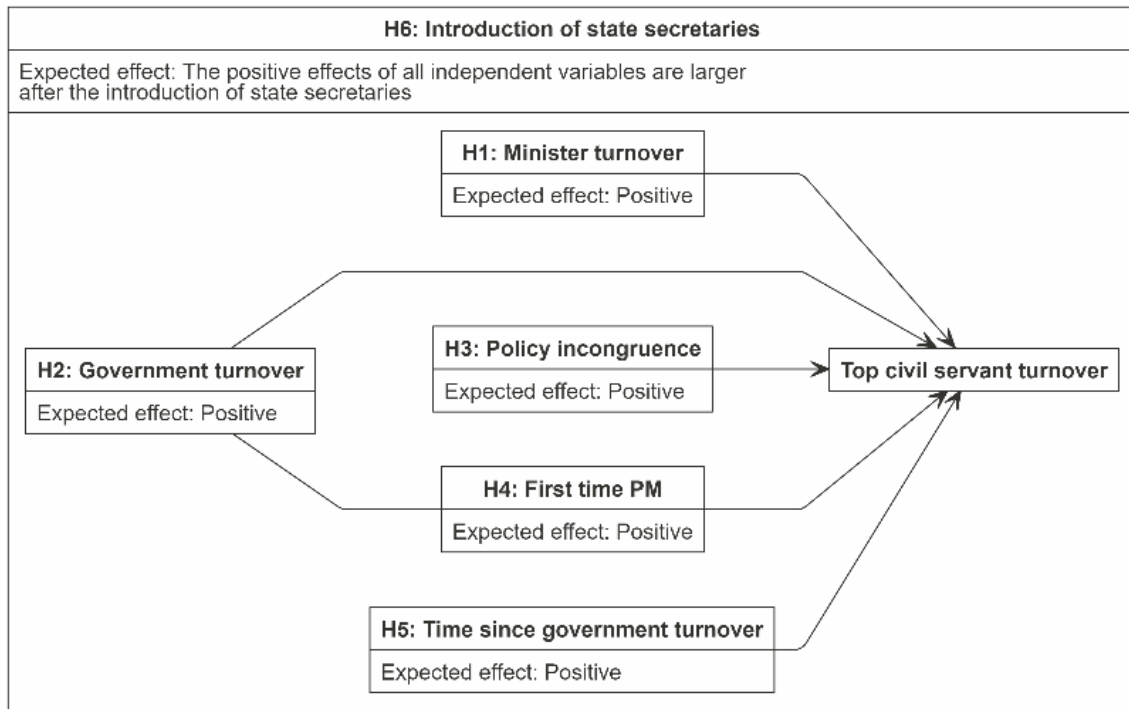 H6: Introduction of state secretaries
Expected effect: The positive effects of all independent variables are larger
after the introduction of state secretaries
H1: Minister turnover
Expected effect: Positive
H2: Government turnover
Expected effect: Positive
H3: Policy incongruence
Expected effect: Positive
Top civil servant turnover
H4: First time PM
Expected effect: Positive
H5: Time since government turnover
Expected effect: Positive